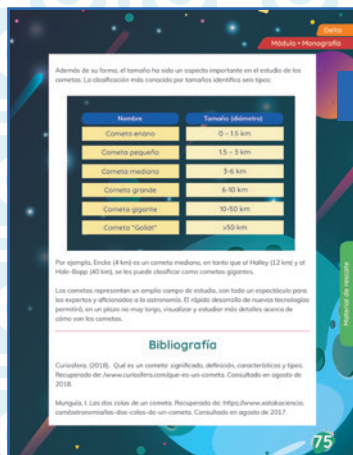 Delta
Módulo • Monografía
Además de su forma, el tamaño ha sido un aspecto importante en el estudio de los
cometas. La clasificación más conocida por tamaños identifica seis tipos:
Nombre Tamaño (diámetro)
Cometa enano 0 – 1.5 km
Cometa pequeño 1.5 – 3 km
Cometa mediano 3-6 km
Cometa grande 6-10 km
Cometa gigante 10-50 km
Cometa "Goliat" >50 km
Por ejemplo, Encke (4 km) es un cometa mediano, en tanto que al Halley (12 km) y al
Hale-Bopp (40 km), se les puede clasificar como cometas gigantes.
Los cometas representan un amplio campo de estudio, son todo un espectáculo para
los expertos y aficionados a la astronomía. El rápido desarrollo de nuevas tecnologías
permitirá, en un plazo no muy largo, visualizar y estudiar más detalles acerca de
cómo son los cometas.
Bibliografía
Curiosfera, (2018). Qué es un cometa: significado, definición, características y tipos.
Recuperado de: /www.curiosfera.com/que-es-un-cometa. Consultado en agosto de
2018.
Munguía, I. Las dos colas de un cometa. Recuperado de: https://www.xatakaciencia.
com/astronomia/las-dos-colas-de-un-cometa. Consultado en agosto de 2017.
Material de rescate
75